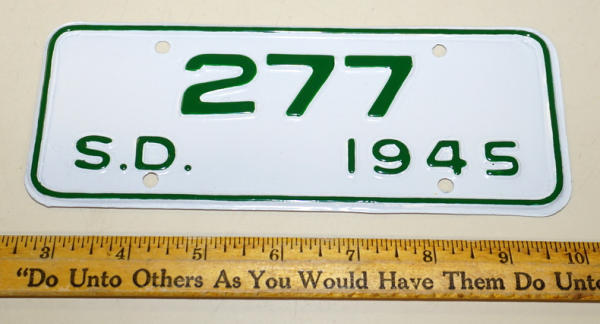 277
S.D. 1945
3 4 5 6 7 8 9 10
"Do Unto Others As You Would Have Them Do Unto